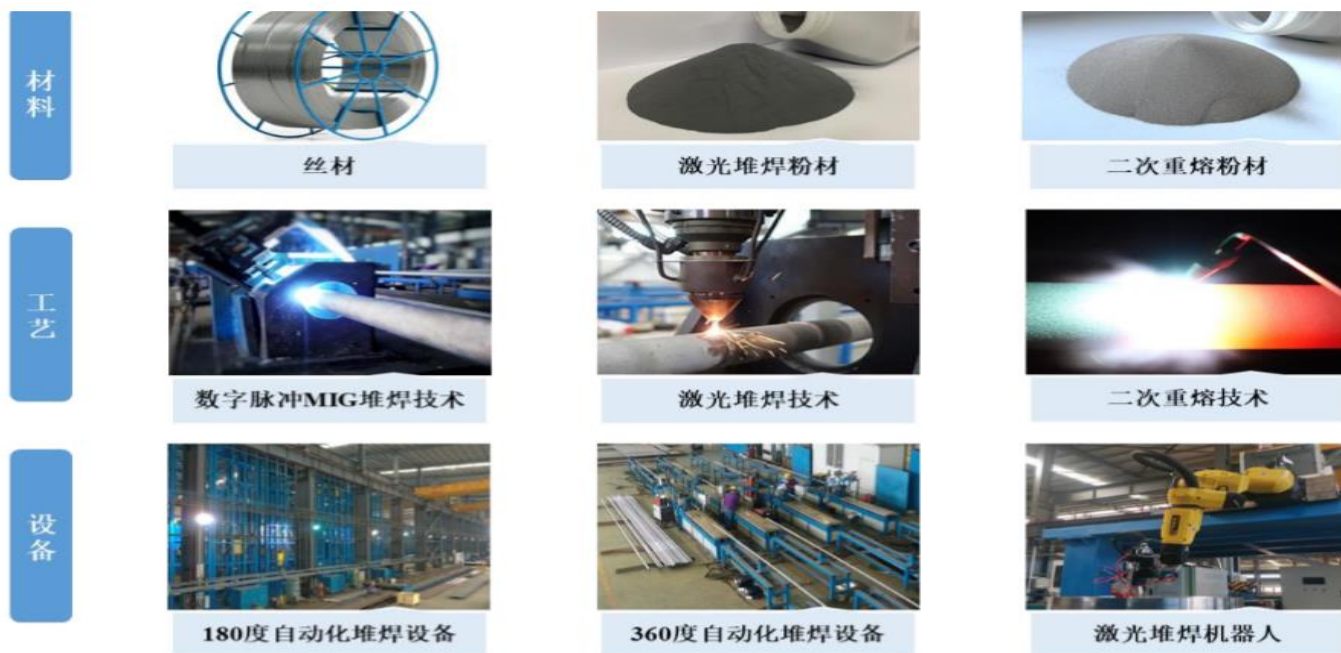 材料
丝材
激光堆焊粉材
二次重熔粉材
工艺
数字脉冲MIG堆焊技术
激光堆焊技术
二次重熔技术
设备
180度自动化堆焊设备
360度自动化堆焊设备
激光堆焊机器人